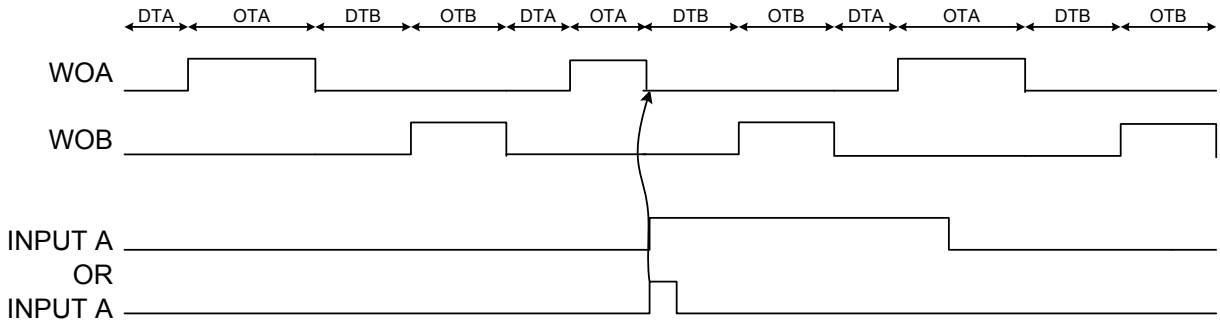 DTA OTA DTB OTB DTA OTA DTB OTB DTA OTA DTB OTB
WOA
WOB
INPUT A
OR
INPUT A